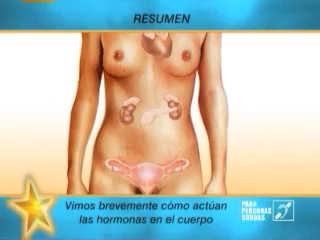 RESUMEN
Vimos brevemente cómo actúan
las hormonas en el cuerpo
PARA
PERSONAS
SORDAS